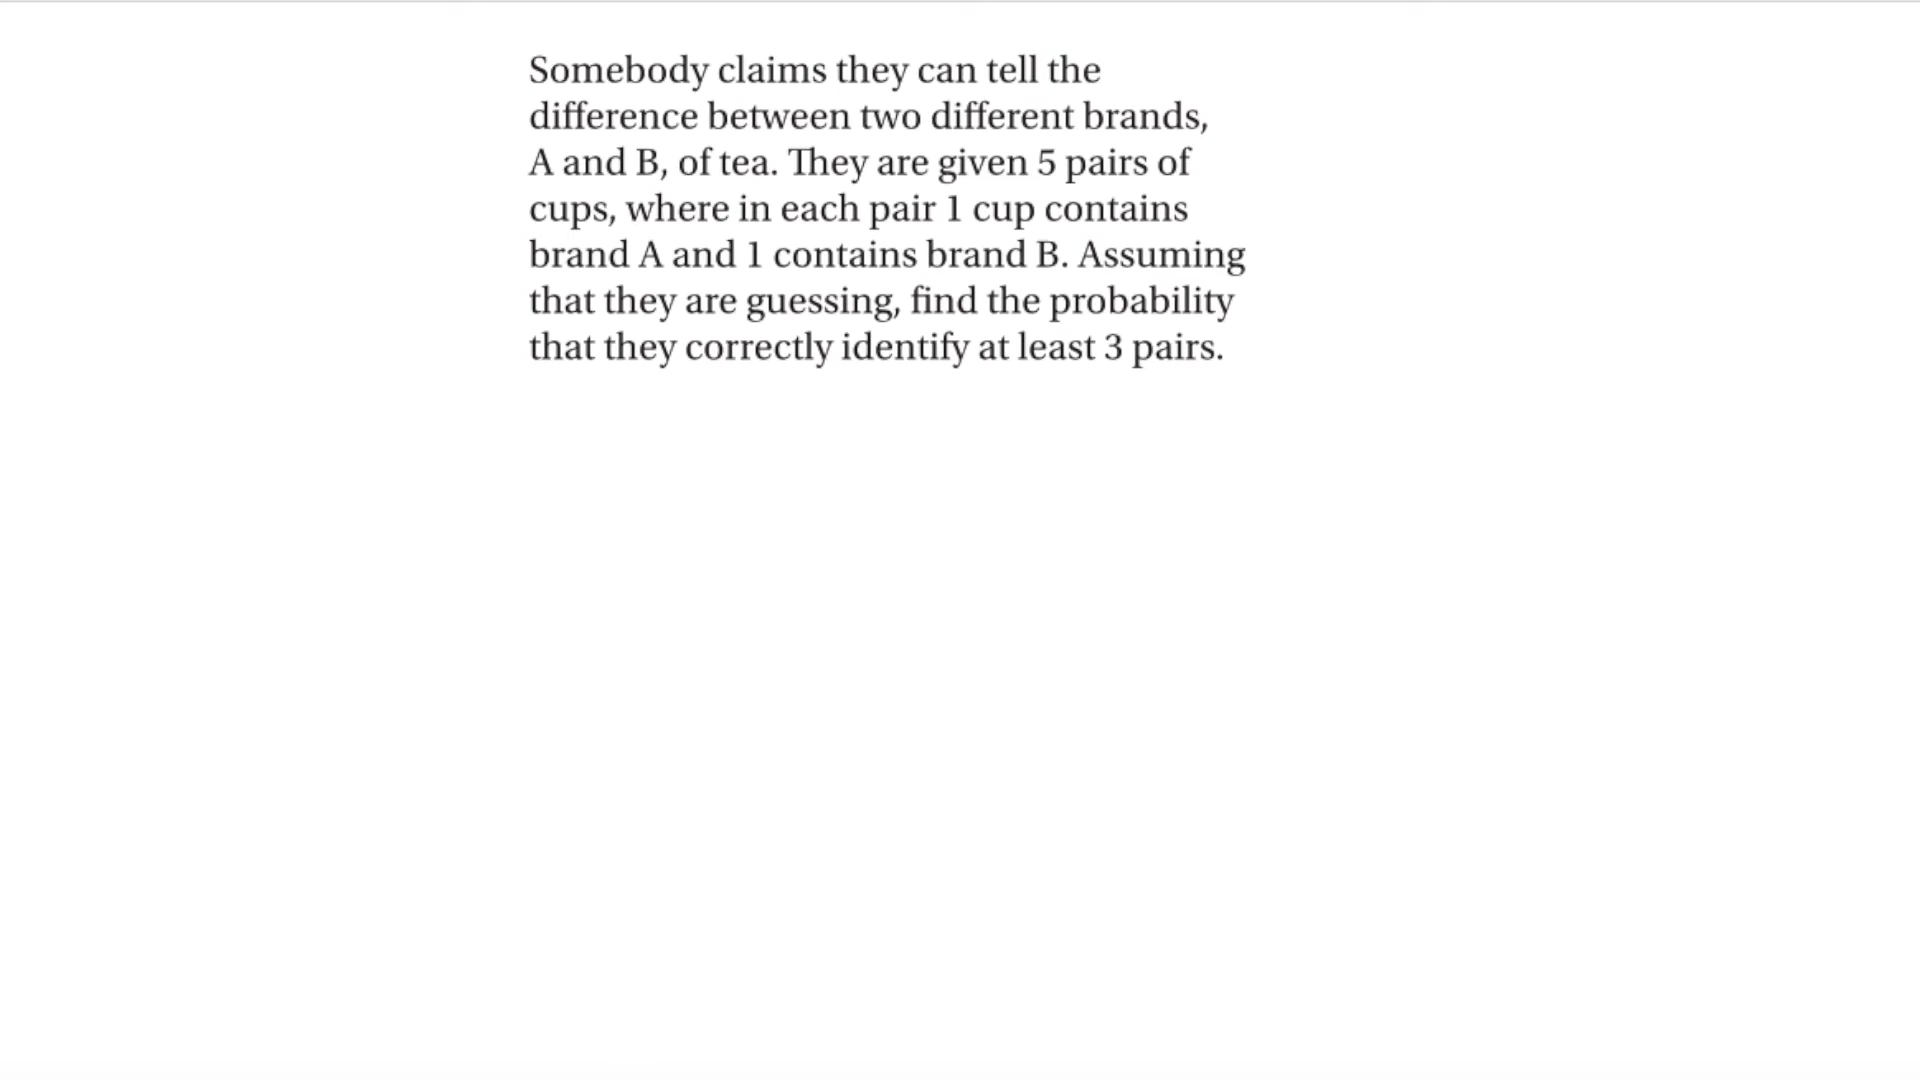 Somebody claims they can tell the
difference between two different brands,
A and B, of tea. They are given 5 pairs of
cups, where in each pair 1 cup contains
brand A and 1 contains brand B. Assuming
that they are guessing, find the probability
that they correctly identify at least 3 pairs.